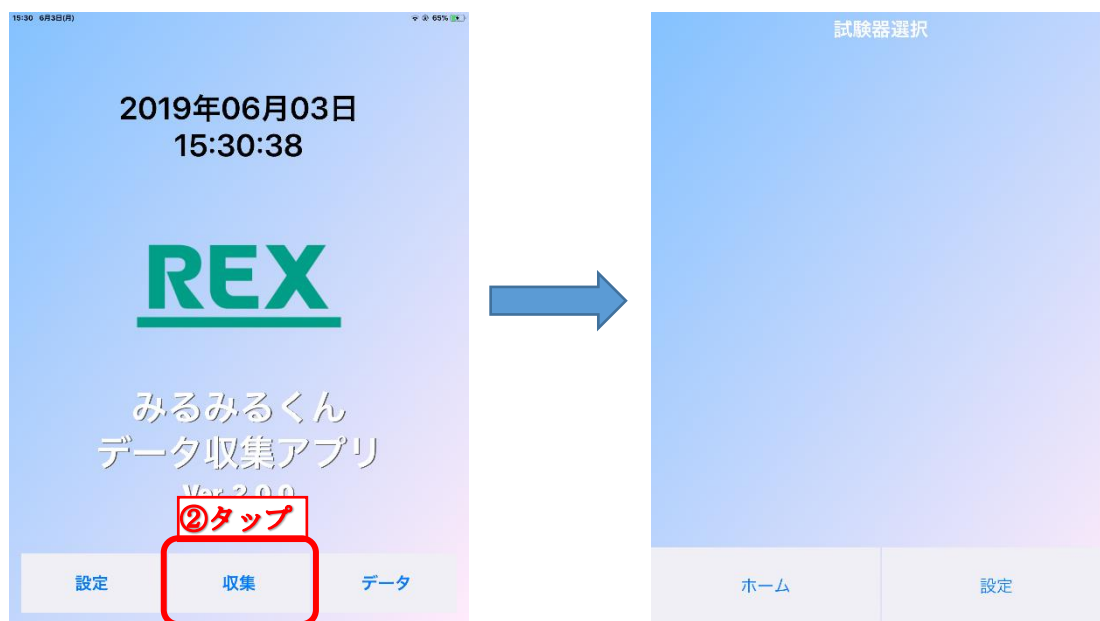 15:30 6月3日(月)
65%
2019年06月03日
15:30:38
REX
みるみるくん
データ収集アプリ
②タップ
設定
収集
データ
試験器選択
ホーム
設定